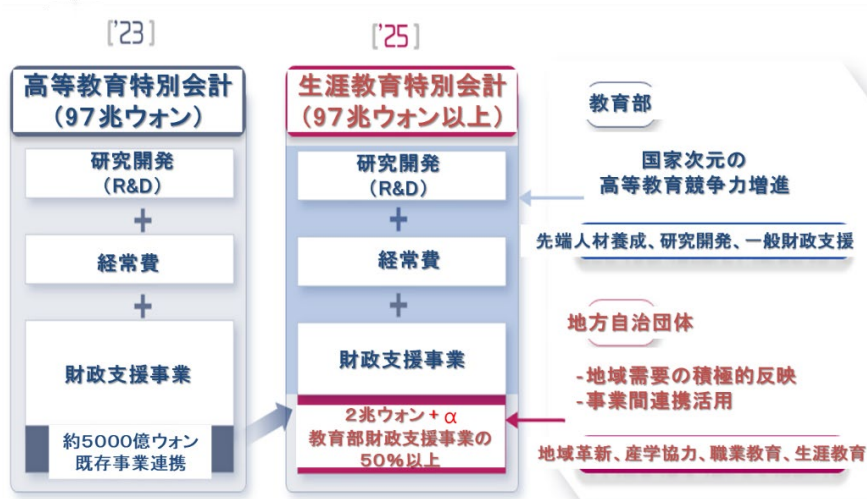 ['23]
高等教育特別会計
(97兆ウォン)
研究開発
(R&D)
+
経常費
+
財政支援事業
約5000億ウォン
既存事業連携
['25]
生涯教育特別会計
(97兆ウォン以上)
研究開発
(R&D)
+
経常費
+
財政支援事業
2兆ウォン + α
教育部財政支援事業の
50%以上
教育部
国家次元の
高等教育競争力増進
先端人材養成、研究開発、一般財政支援
地方自治団体
-地域需要の積極的反映
-事業間連携活用
地域革新、産学協力、職業教育、生涯教育